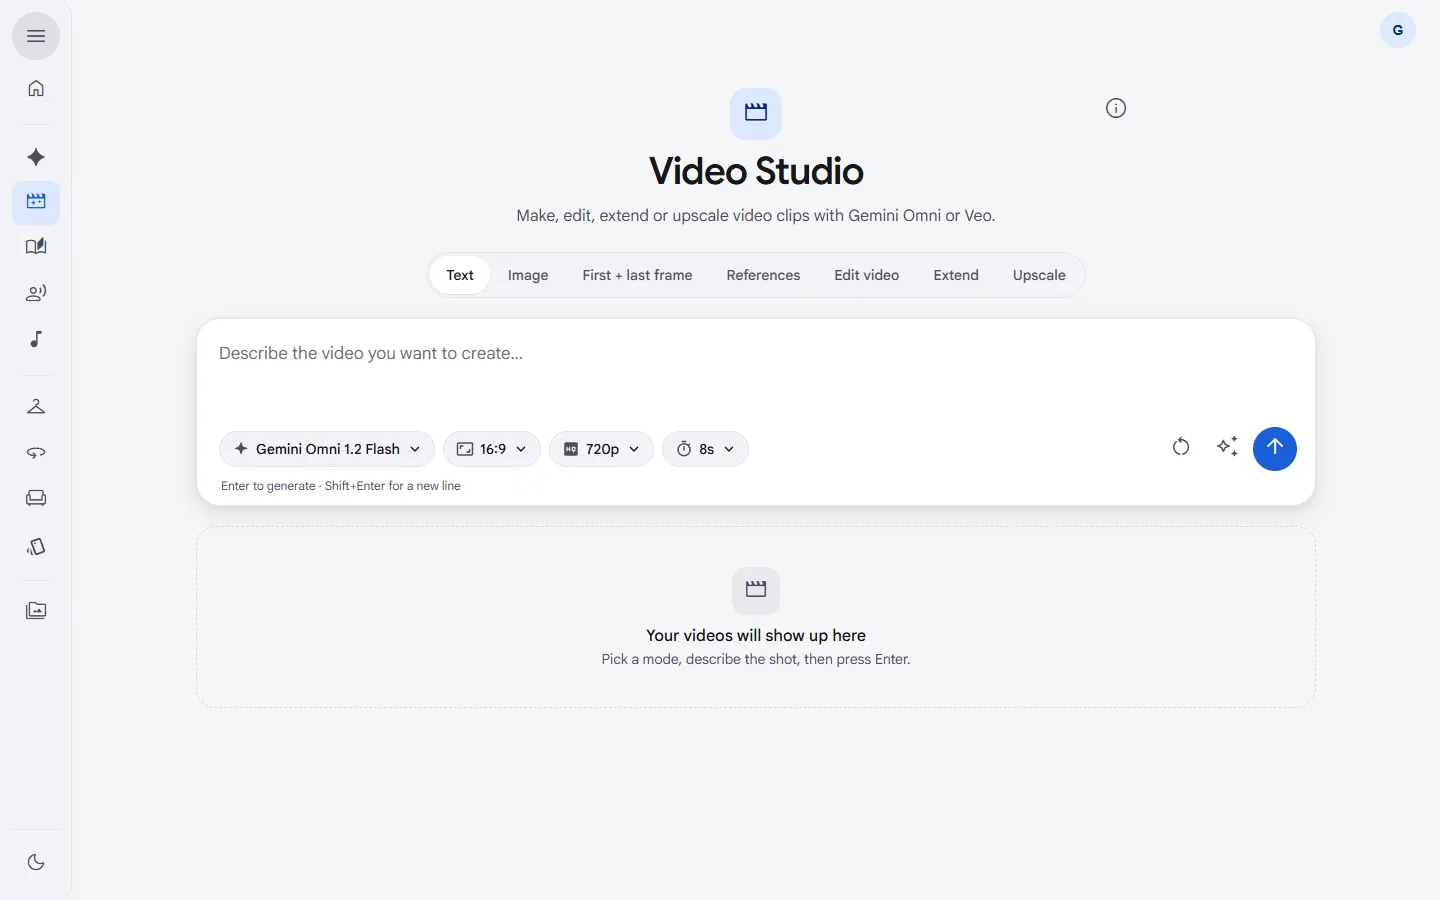 G
Video Studio
Make, edit, extend or upscale video clips with Gemini Omni or Veo.
Text Image First + last frame References Edit video Extend Upscale
Describe the video you want to create...
Gemini Omni 1.2 Flash 16:9 HQ 720p 8s
Enter to generate · Shift+Enter for a new line
Your videos will show up here
Pick a mode, describe the shot, then press Enter.